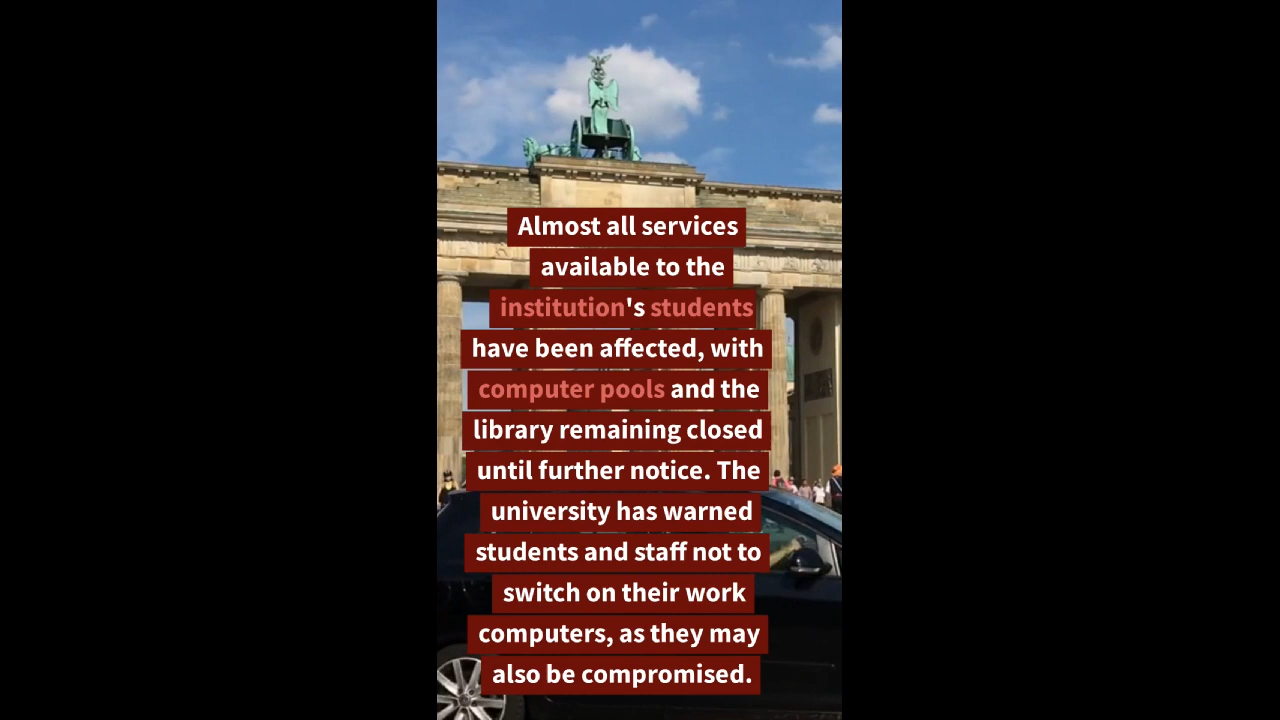 Almost all services
available to the
institution's students
have been affected, with
computer pools and the
library remaining closed
until further notice. The
university has warned
students and staff not to
switch on their work
computers, as they may
also be compromised.